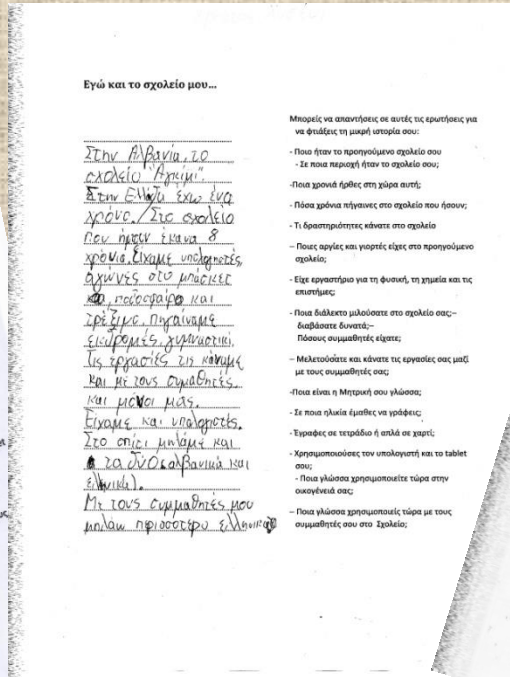 Εγώ και το σχολείο μου...
Στην Αλβανία, το
σχολείο "Αγκίμι".
Στην Ελλάδα έχω ένα
χρόνο. / Στο σχολείο
που ήμουν έκανα 8
χρόνια. Είχαμε υπολογιστές,
αγώνες στο μπάσκετ
ποδόσφαιρο και
τρέξιμο. Πηγαίναμε
εκδρομές, γυμναστική.
Τις εργασίες τις κάναμε
και με τους συμαθητές
και μόνοι μας.
Είχαμε και υπολογιστές.
Στο σπίτι μηλάμε και
τα δύο(αλβανικά και
ελληνικά).
Με τους συμμαθητές μου
μηλάω περισσότερο ελληνικά
Μπορείς να απαντήσεις σε αυτές τις ερωτήσεις για
να φτιάξεις τη μικρή ιστορία σου:
- Ποιο ήταν το προηγούμενο σχολείο σου
- Σε ποια περιοχή ήταν το σχολείο σου;
-Ποια χρονιά ήρθες στη χώρα αυτή;
- Πόσα χρόνια πήγαινες στο σχολείο που ήσουν;
- Τι δραστηριότητες κάνατε στο σχολείο
– Ποιες αργίες και γιορτές είχες στο προηγούμενο
σχολείο;
- Είχε εργαστήριο για τη φυσική, τη χημεία και τις
επιστήμες;
- Ποια διάλεκτο μιλούσατε στο σχολείο σας;–
διαβάσατε δυνατά;–
Πόσους συμμαθητές είχατε;
– Μελετούσατε και κάνατε τις εργασίες σας μαζί
με τους συμμαθητές σας;
-Ποια είναι η Μητρική σου γλώσσα;
- Σε ποια ηλικία έμαθες να γράφεις;
-Έγραφες σε τετράδιο ή απλά σε χαρτί;
- Χρησιμοποιούσες τον υπολογιστή και το tablet
σου;
- Ποια γλώσσα χρησιμοποιείτε τώρα στην
οικογένειά σας;
– Ποια γλώσσα χρησιμοποιείς τώρα με τους
συμμαθητές σου στο Σχολείο;